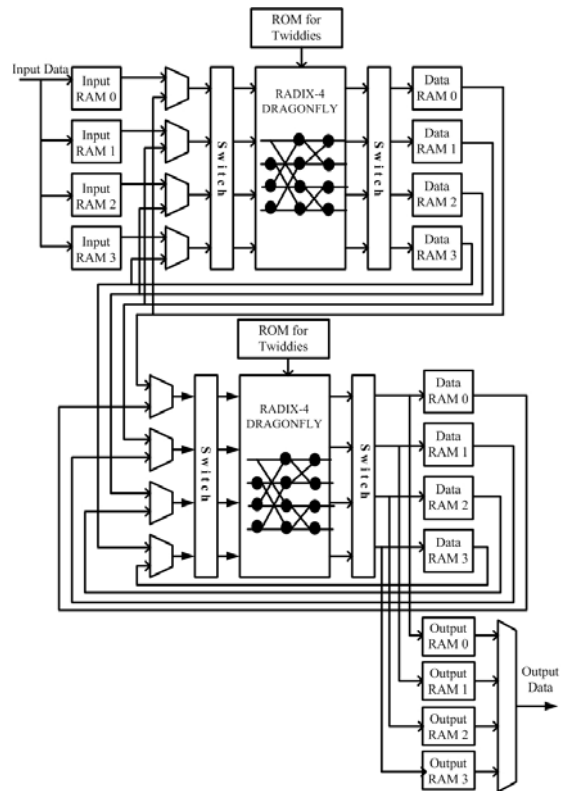 ROM for
Twiddies
Input Data
Input
RAM 0
Input
RAM 1
Input
RAM 2
Input
RAM 3
Switch
RADIX-4
DRAGONFLY
Switch
Data
RAM 0
Data
RAM 1
Data
RAM 2
Data
RAM 3
ROM for
Twiddies
Switch
RADIX-4
DRAGONFLY
Switch
Data
RAM 0
Data
RAM 1
Data
RAM 2
Data
RAM 3
Output
RAM 0
Output
RAM 1
Output
RAM 2
Output
RAM 3
Output
Data